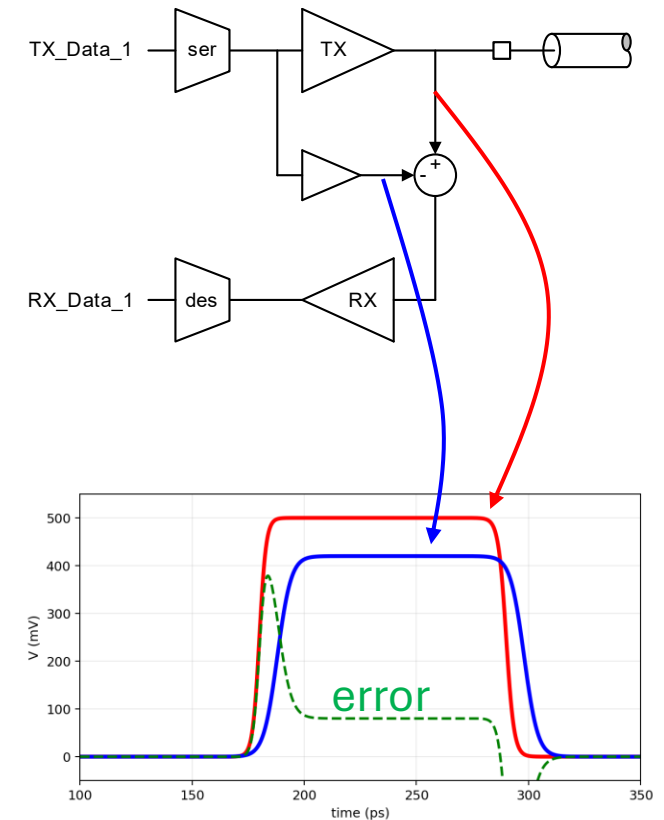 TX_Data_1
ser
TX
+
-
RX_Data_1
des
RX
500
400
300
200
100
0
V (mV)
error
100
150
200
250
300
350
time (ps)